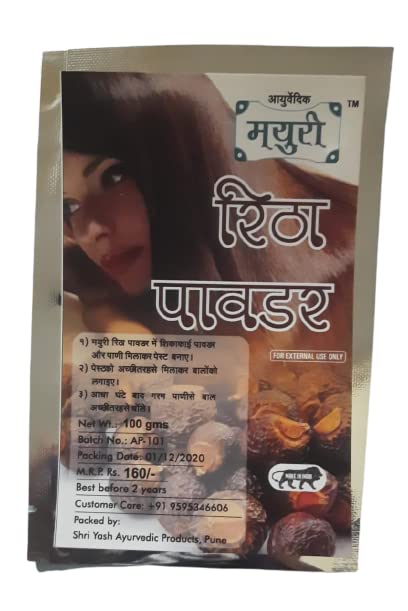 आयुर्वेदिक
मयुरी
TM
रिठा
पावडर
FOR EXTERNAL USE ONLY
१) मयुरी रिठा पावडर में शिकाकाई पावडर
और पाणी मिलाकर पेस्ट बनाए।
२) पेस्टको अच्छीतरहसे मिलाकर बालोंको
लगाइए।
३) आधा घंटे बाद गरम पाणीसे बाल
अच्छीतरहसे धोले।
Net Wt.: 100 gms
Batch No.: AP-101
Packing Date: 01/12/2020
M.R.P. Rs. 160/-
Best before 2 years
Customer Care: +91 9595346606
Packed by:
Shri Yash Ayurvedic Products, Pune
MADE IN INDIA